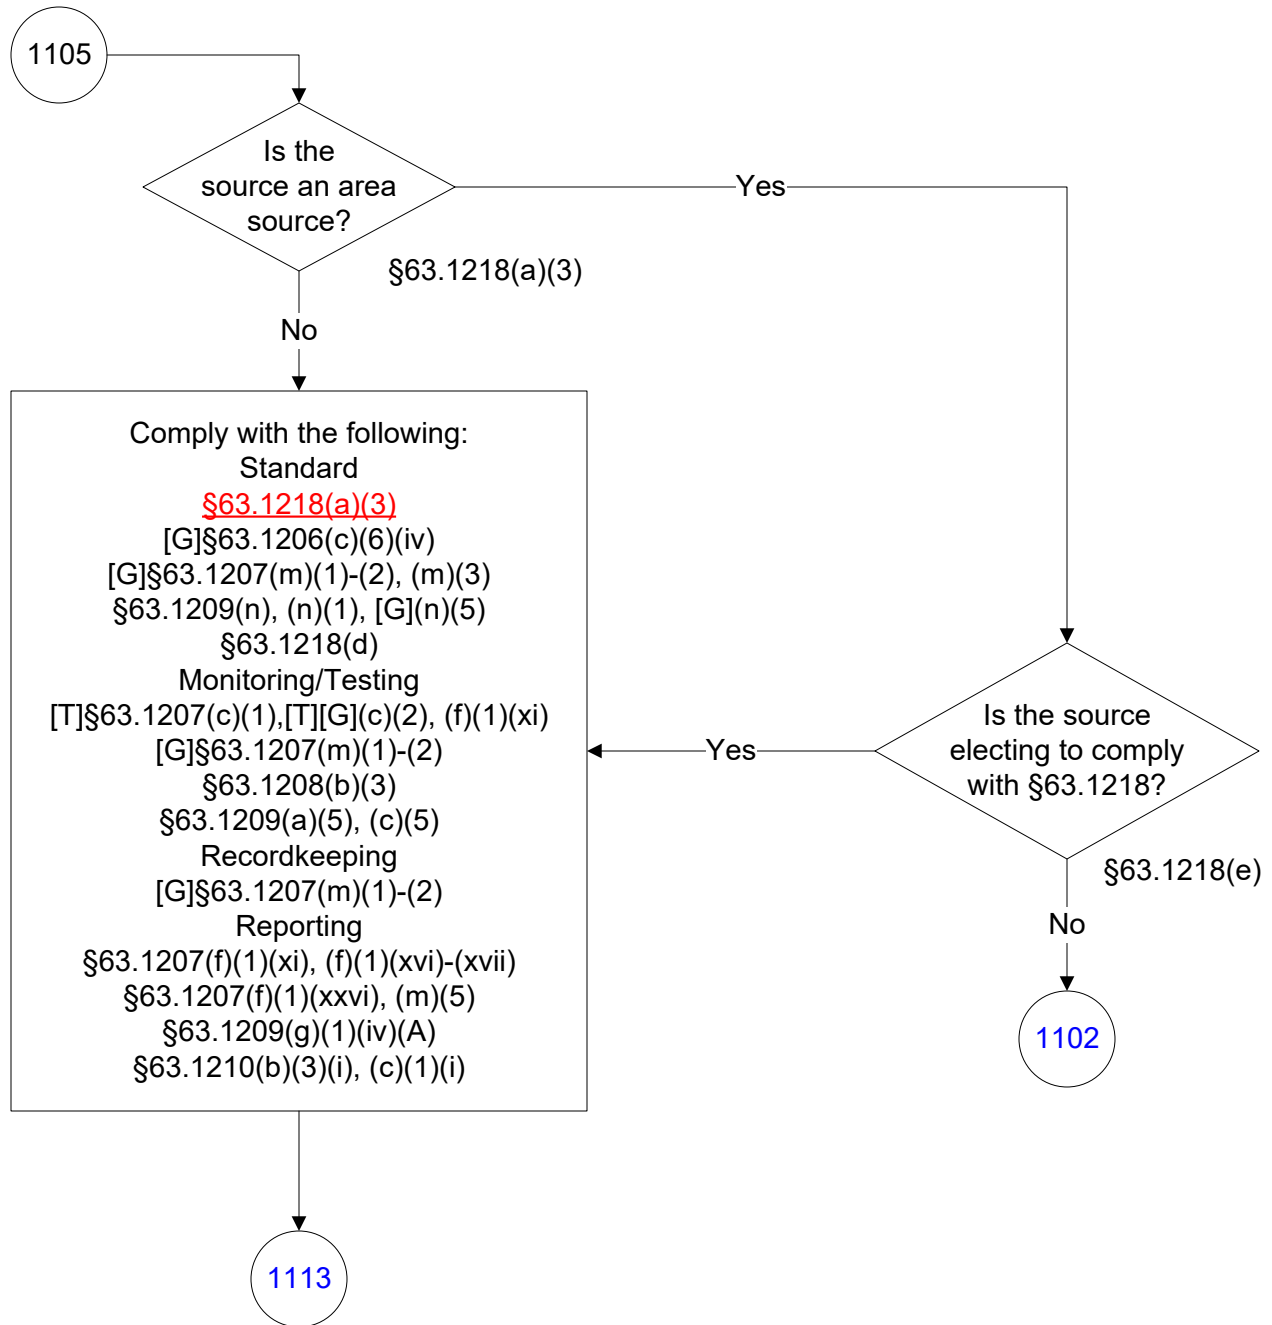 1105
Is the
source an area
source?
Yes
§63.1218(a)(3)
No
Comply with the following:
Standard
§63.1218(a)(3)
[G]§63.1206(c)(6)(iv)
[G]§63.1207(m)(1)-(2), (m)(3)
§63.1209(n), (n)(1), [G](n)(5)
§63.1218(d)
Monitoring/Testing
[T]§63.1207(c)(1),[T][G](c)(2), (f)(1)(xi)
[G]§63.1207(m)(1)-(2)
§63.1208(b)(3)
§63.1209(a)(5), (c)(5)
Recordkeeping
[G]§63.1207(m)(1)-(2)
Reporting
§63.1207(f)(1)(xi), (f)(1)(xvi)-(xvii)
§63.1207(f)(1)(xxvi), (m)(5)
§63.1209(g)(1)(iv)(A)
§63.1210(b)(3)(i), (c)(1)(i)
Yes
Is the source
electing to comply
with §63.1218?
§63.1218(e)
No
1102
1113